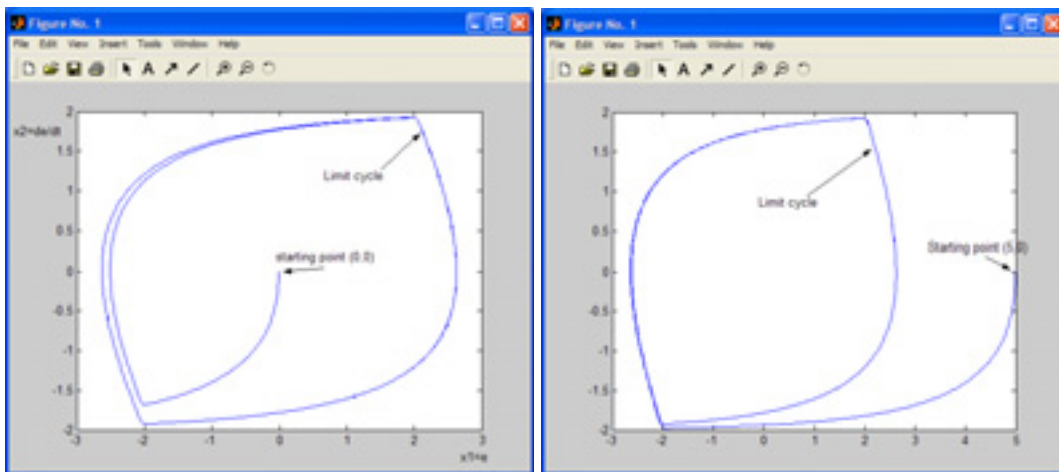 Figure No. 1
File Edit View Insert Tools Window Help
x2=de/dt
2
1.5
1
0.5
0
-0.5
-1
-1.5
-2
Limit cycle
starting point (0,0)
-3 -2 -1 0 1 2 3
x1=e
Figure No. 1
File Edit View Insert Tools Window Help
2
1.5
1
0.5
0
-0.5
-1
-1.5
-2
Limit cycle
Starting point (5,0)
-3 -2 -1 0 1 2 3 4 5